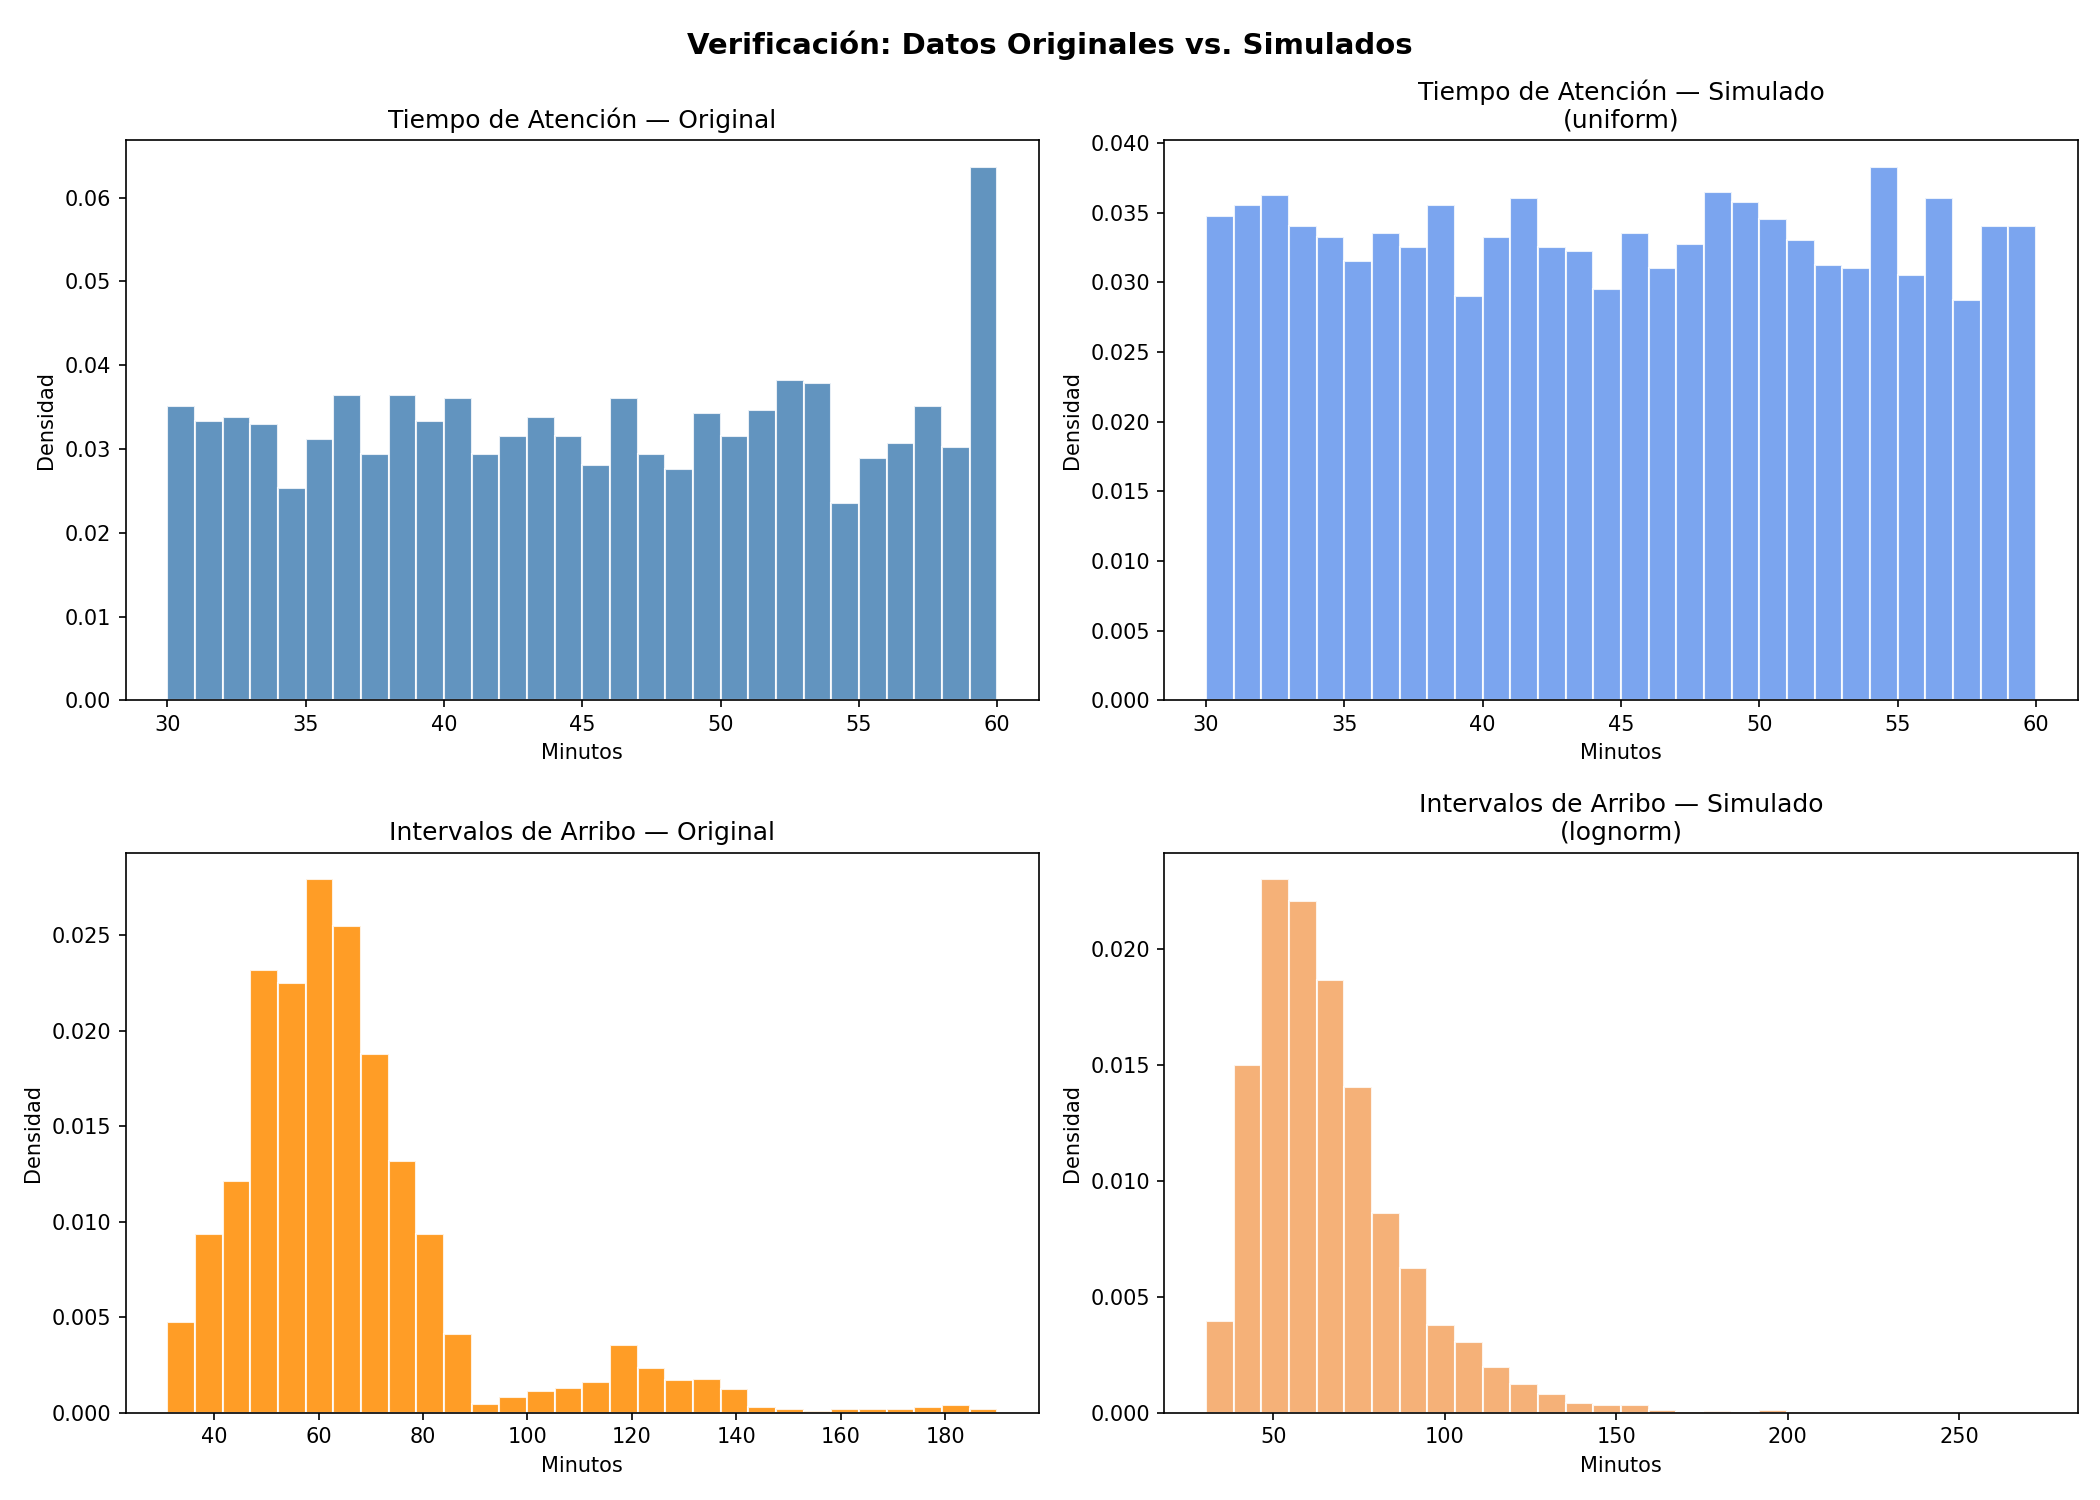 Verificación: Datos Originales vs. Simulados
Tiempo de Atención — Original
Densidad
0.06
0.05
0.04
0.03
0.02
0.01
0.00
30 35 40 45 50 55 60
Minutos
Tiempo de Atención — Simulado
(uniform)
Densidad
0.040
0.035
0.030
0.025
0.020
0.015
0.010
0.005
0.000
30 35 40 45 50 55 60
Minutos
Intervalos de Arribo — Original
Densidad
0.025
0.020
0.015
0.010
0.005
0.000
40 60 80 100 120 140 160 180
Minutos
Intervalos de Arribo — Simulado
(lognorm)
Densidad
0.020
0.015
0.010
0.005
0.000
50 100 150 200 250
Minutos